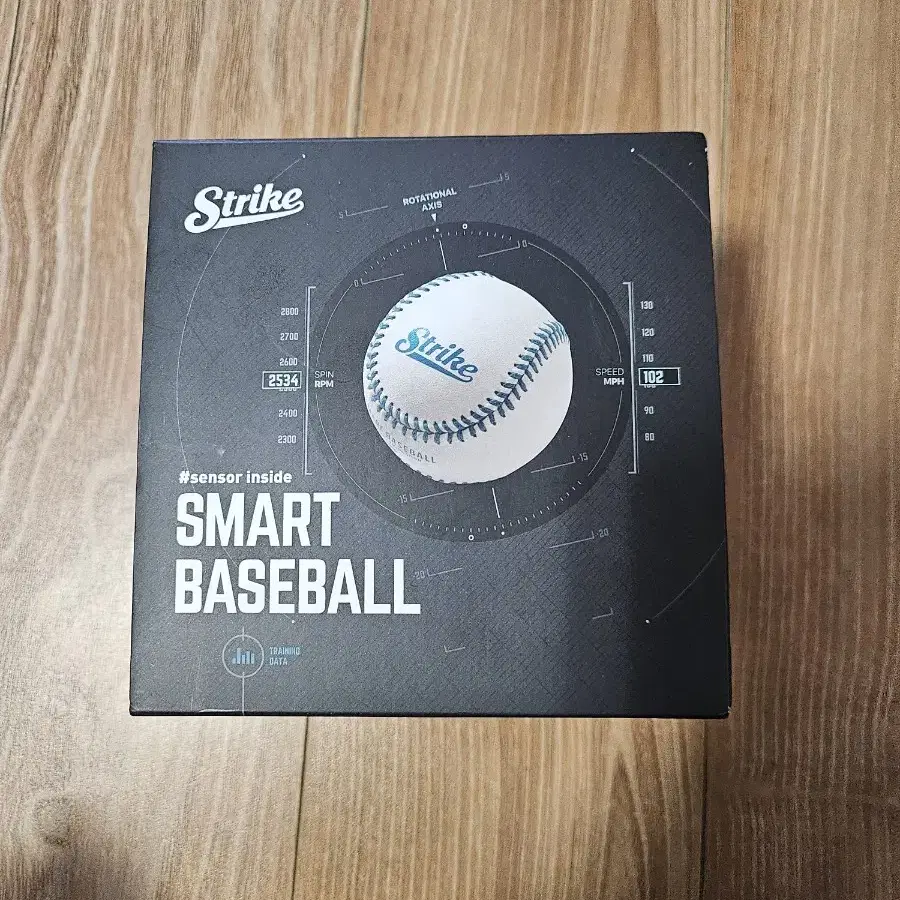 Strike
ROTATIONAL
AXIS
5
5
0
0
2800
2700
2600
2534
2400
2300
SPIN
RPM
Strike
BASEBALL
SPEED
MPH
130
120
110
102
90
80
-15
-15
-20
-20
#sensor inside
SMART
BASEBALL
TRAINING
DATA